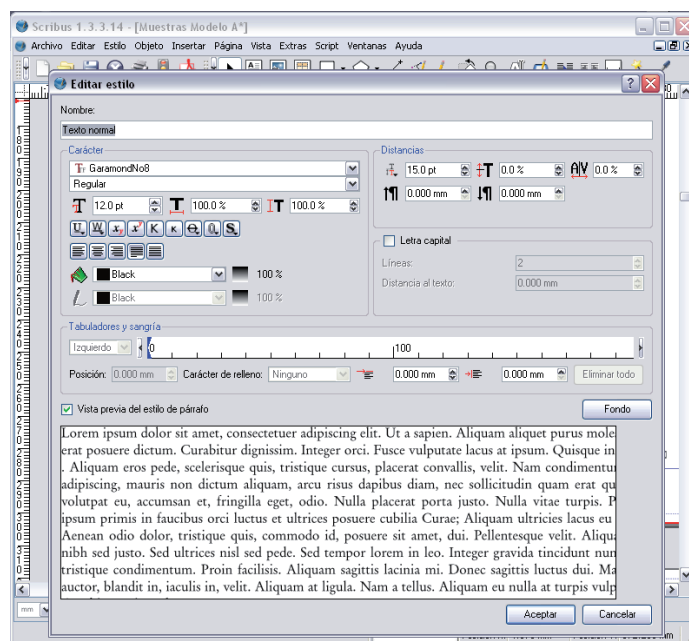 Scribus 1.3.3.14 - [Muestras Modelo A*]
Archivo Editar Estilo Objeto Insertar Página Vista Extras Script Ventanas Ayuda
Editar estilo
Nombre:
Texto normal
Carácter
GaramondNo8
Regular
12.0 pt 100.0 % 100.0 %
Black 100 %
Black 100 %
Distancias
15.0 pt 0.0 % 0.0 %
0.000 mm 0.000 mm
Letra capital
Líneas: 2
Distancia al texto: 0.000 mm
Tabuladores y sangría
Izquierdo 0 100
Posición: 0.000 mm Carácter de relleno: Ninguno 0.000 mm 0.000 mm Eliminar todo
Vista previa del estilo de párrafo Fondo
Lorem ipsum dolor sit amet, consectetuer adipiscing elit. Ut a sapien. Aliquam aliquet purus mole
erat posuere dictum. Curabitur dignissim. Integer orci. Fusce vulputate lacus at ipsum. Quisque in
. Aliquam eros pede, scelerisque quis, tristique cursus, placerat convallis, velit. Nam condimentu
adipiscing, mauris non dictum aliquam, arcu risus dapibus diam, nec sollicitudin quam erat qu
volutpat eu, accumsan et, fringilla eget, odio. Nulla placerat porta justo. Nulla vitae turpis. P
ipsum primis in faucibus orci luctus et ultrices posuere cubilia Curae; Aliquam ultricies lacus eu
Aenean odio dolor, tristique quis, commodo id, posuere sit amet, dui. Pellentesque velit. Aliqu
nibh sed justo. Sed ultrices nisl sed pede. Sed tempor lorem in leo. Integer gravida tincidunt nun
tristique condimentum. Proin facilisis. Aliquam sagittis lacinia mi. Donec sagittis luctus dui. Ma
auctor, blandit in, iaculis in, velit. Aliquam at ligula. Nam a tellus. Aliquam eu nulla at turpis vulp
mm
Aceptar Cancelar